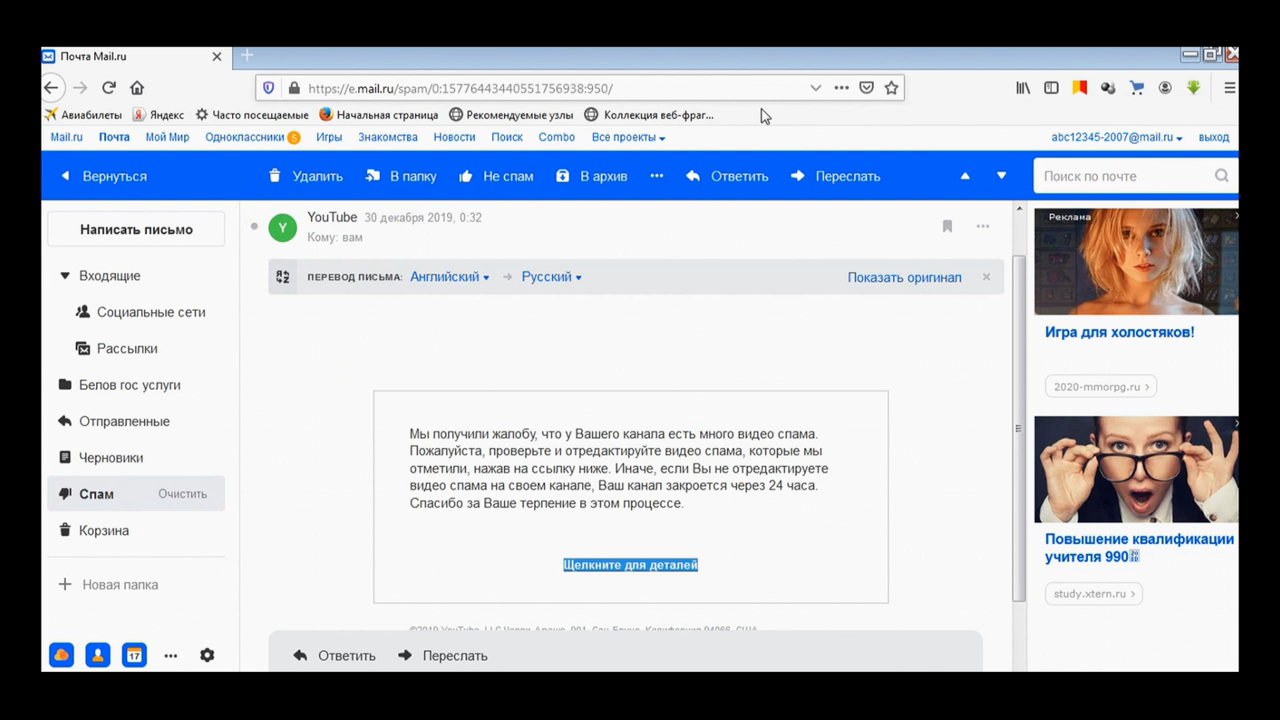 Почта Mail.ru
https://e.mail.ru/spam/0:15776443440551756938:950/
Авиабилеты Яндекс Часто посещаемые Начальная страница Рекомендуемые узлы Коллекция веб-фраг...
Mail.ru Почта Мой Мир Одноклассники 5 Игры Знакомства Новости Поиск Combo Все проекты abc12345-2007@mail.ru выход
Вернуться Удалить В папку Не спам В архив Ответить Переслать Поиск по почте
Написать письмо
Входящие
Социальные сети
Рассылки
Белов гос услуги
Отправленные
Черновики
Спам Очистить
Корзина
Новая папка
17
Y
YouTube 30 декабря 2019, 0:32
Кому: вам
ПЕРЕВОД ПИСЬМА: Английский Русский Показать оригинал
Мы получили жалобу, что у Вашего канала есть много видео спама.
Пожалуйста, проверьте и отредактируйте видео спама, которые мы
отметили, нажав на ссылку ниже. Иначе, если Вы не отредактируете
видео спама на своем канале, Ваш канал закроется через 24 часа.
Спасибо за Ваше терпение в этом процессе.
Щелкните для деталей
Ответить Переслать
Реклама
Игра для холостяков!
2020-mmorpg.ru
Повышение квалификации
учителя 990
study.xtern.ru